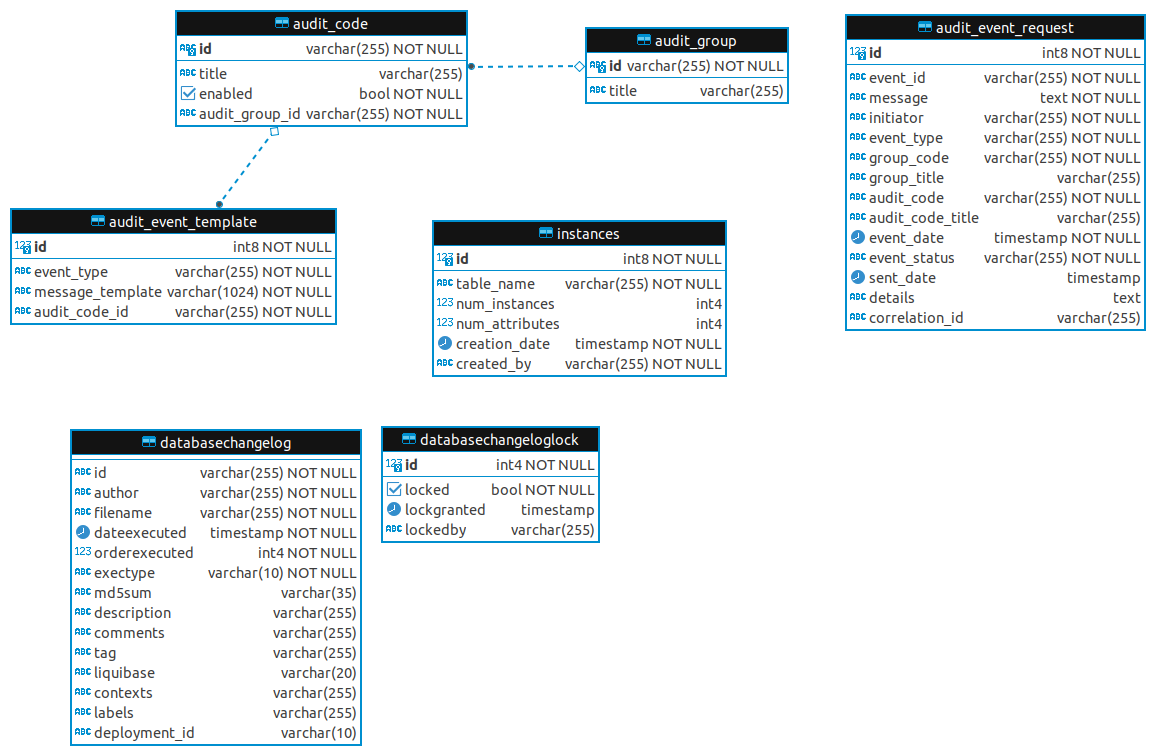 audit_code
id varchar(255) NOT NULL
title varchar(255)
enabled bool NOT NULL
audit_group_id varchar(255) NOT NULL
audit_group
id varchar(255) NOT NULL
title varchar(255)
audit_event_request
id int8 NOT NULL
event_id varchar(255) NOT NULL
message text NOT NULL
initiator varchar(255) NOT NULL
event_type varchar(255) NOT NULL
group_code varchar(255) NOT NULL
group_title varchar(255)
audit_code varchar(255) NOT NULL
audit_code_title varchar(255)
event_date timestamp NOT NULL
event_status varchar(255) NOT NULL
sent_date timestamp
details text
correlation_id varchar(255)
audit_event_template
id int8 NOT NULL
event_type varchar(255) NOT NULL
message_template varchar(1024) NOT NULL
audit_code_id varchar(255) NOT NULL
instances
id int8 NOT NULL
table_name varchar(255) NOT NULL
num_instances int4
num_attributes int4
creation_date timestamp NOT NULL
created_by varchar(255) NOT NULL
databasechangelog
id varchar(255) NOT NULL
author varchar(255) NOT NULL
filename varchar(255) NOT NULL
dateexecuted timestamp NOT NULL
orderexecuted int4 NOT NULL
exectype varchar(10) NOT NULL
md5sum varchar(35)
description varchar(255)
comments varchar(255)
tag varchar(255)
liquibase varchar(20)
contexts varchar(255)
labels varchar(255)
deployment_id varchar(10)
databasechangeloglock
id int4 NOT NULL
locked bool NOT NULL
lockgranted timestamp
lockedby varchar(255)